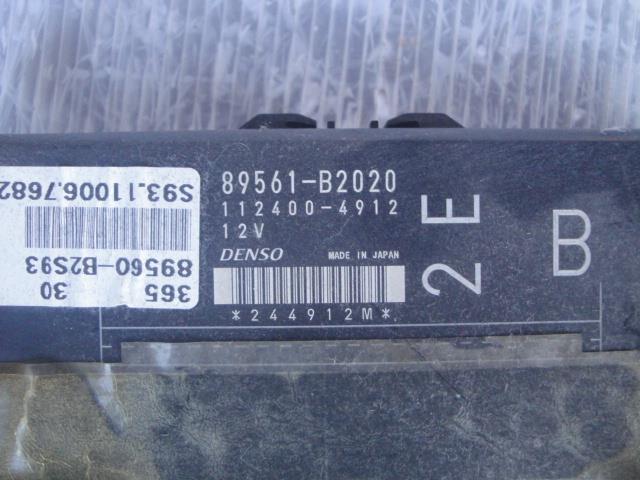 89561-B2020
112400-4912
12V
DENSO MADE IN JAPAN
*244912M*
2E
B
365
30
89560-B2S93
S93.11006.7682